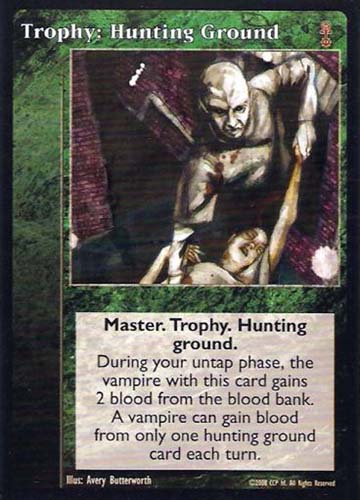 Trophy: Hunting Ground
Master. Trophy. Hunting
ground.
During your untap phase, the
vampire with this card gains
2 blood from the blood bank.
A vampire can gain blood
from only one hunting ground
card each turn.
Illus: Avery Butterworth
©2008 CCP hf. All Rights Reserved